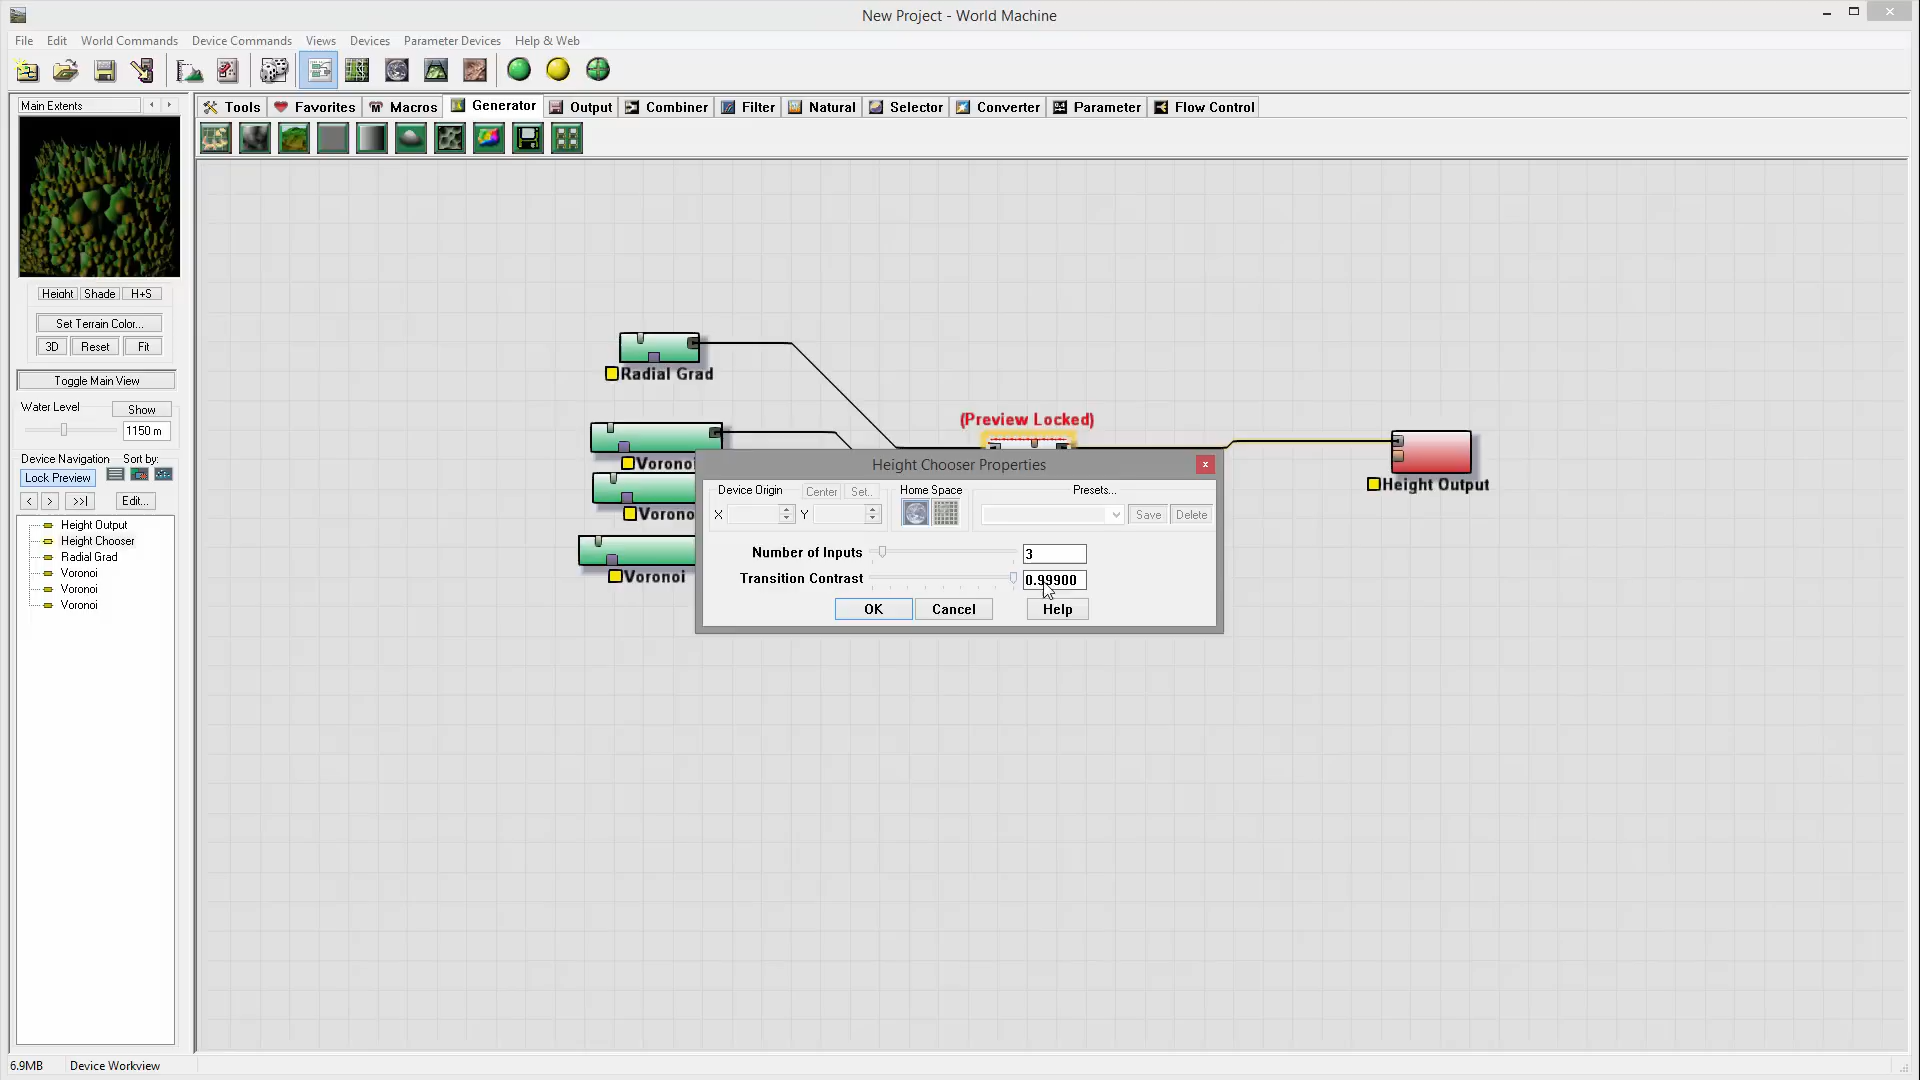 New Project - World Machine
File Edit World Commands Device Commands Views Devices Parameter Devices Help & Web
Main Extents
Tools Favorites Macros Generator Output Combiner Filter Natural Selector Converter Parameter Flow Control
Height Shade H+S
Set Terrain Color...
3D Reset Fit
Toggle Main View
Water Level Show
1150 m
Device Navigation Sort by:
Lock Preview
< > >>| Edit...
Height Output
Height Chooser
Radial Grad
Voronoi
Voronoi
Voronoi
Radial Grad
(Preview Locked)
Voronoi
Vorono
Voronoi
Height Output
Height Chooser Properties x
Device Origin Center Set.. Home Space Presets...
X Y Save Delete
Number of Inputs 3
Transition Contrast 0.99900
OK Cancel Help
6.9MB Device Workview